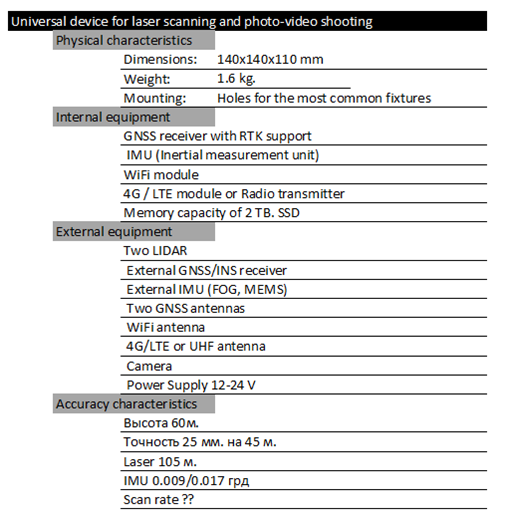 Universal device for laser scanning and photo-video shooting
Physical characteristics
Dimensions: 140x140x110 mm
Weight: 1.6 kg.
Mounting: Holes for the most common fixtures
Internal equipment
GNSS receiver with RTK support
IMU (Inertial measurement unit)
WiFi module
4G / LTE module or Radio transmitter
Memory capacity of 2 TB. SSD
External equipment
Two LIDAR
External GNSS/INS receiver
External IMU (FOG, MEMS)
Two GNSS antennas
WiFi antenna
4G/LTE or UHF antenna
Camera
Power Supply 12-24 V
Accuracy characteristics
Высота 60м.
Точность 25 мм. на 45 м.
Laser 105 м.
IMU 0.009/0.017 грд
Scan rate ??